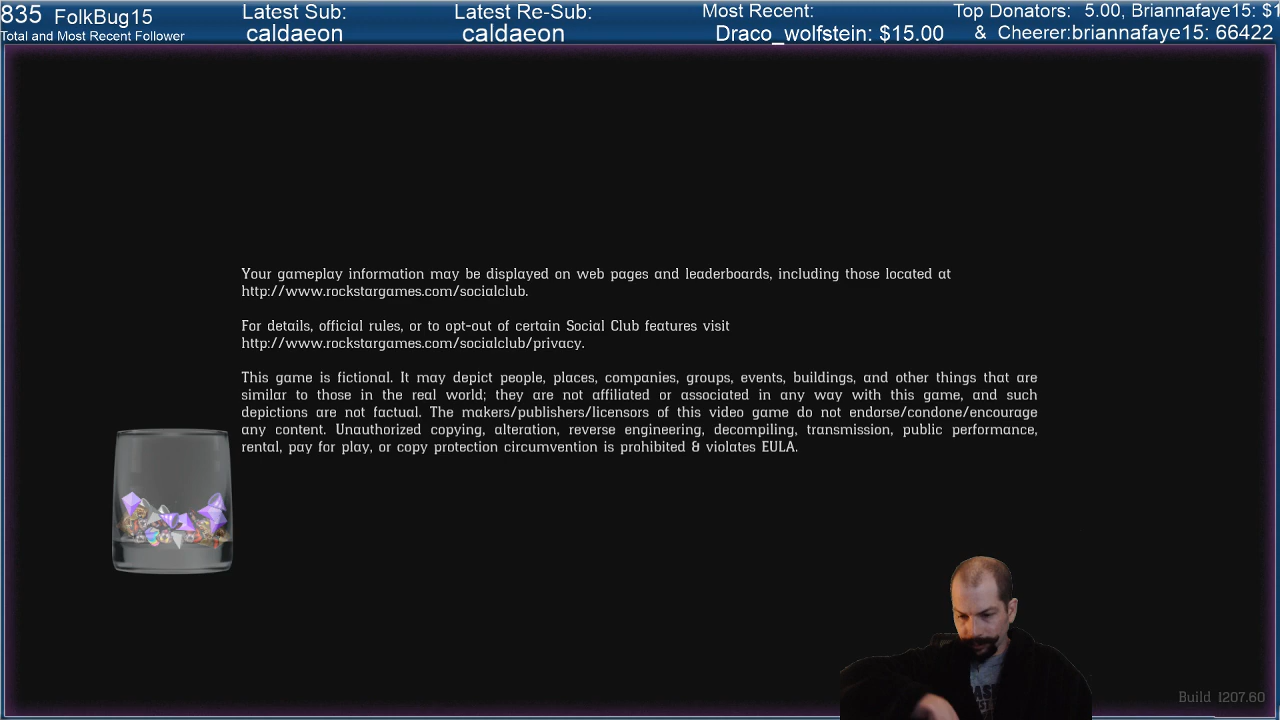 835 FolkBug15
Total and Most Recent Follower
Latest Sub:
caldaeon
Latest Re-Sub:
caldaeon
Most Recent:
Draco_wolfstein: $15.00
Top Donators: 5.00, Briannafaye15: $1
& Cheerer:briannafaye15: 66422
Your gameplay information may be displayed on web pages and leaderboards, including those located at
http://www.rockstargames.com/socialclub.
For details, official rules, or to opt-out of certain Social Club features visit
http://www.rockstargames.com/socialclub/privacy.
This game is fictional. It may depict people, places, companies, groups, events, buildings, and other things that are
similar to those in the real world; they are not affiliated or associated in any way with this game, and such
depictions are not factual. The makers/publishers/licensors of this video game do not endorse/condone/encourage
any content. Unauthorized copying, alteration, reverse engineering, decompiling, transmission, public performance,
rental, pay for play, or copy protection circumvention is prohibited & violates EULA.
Build 1207.60